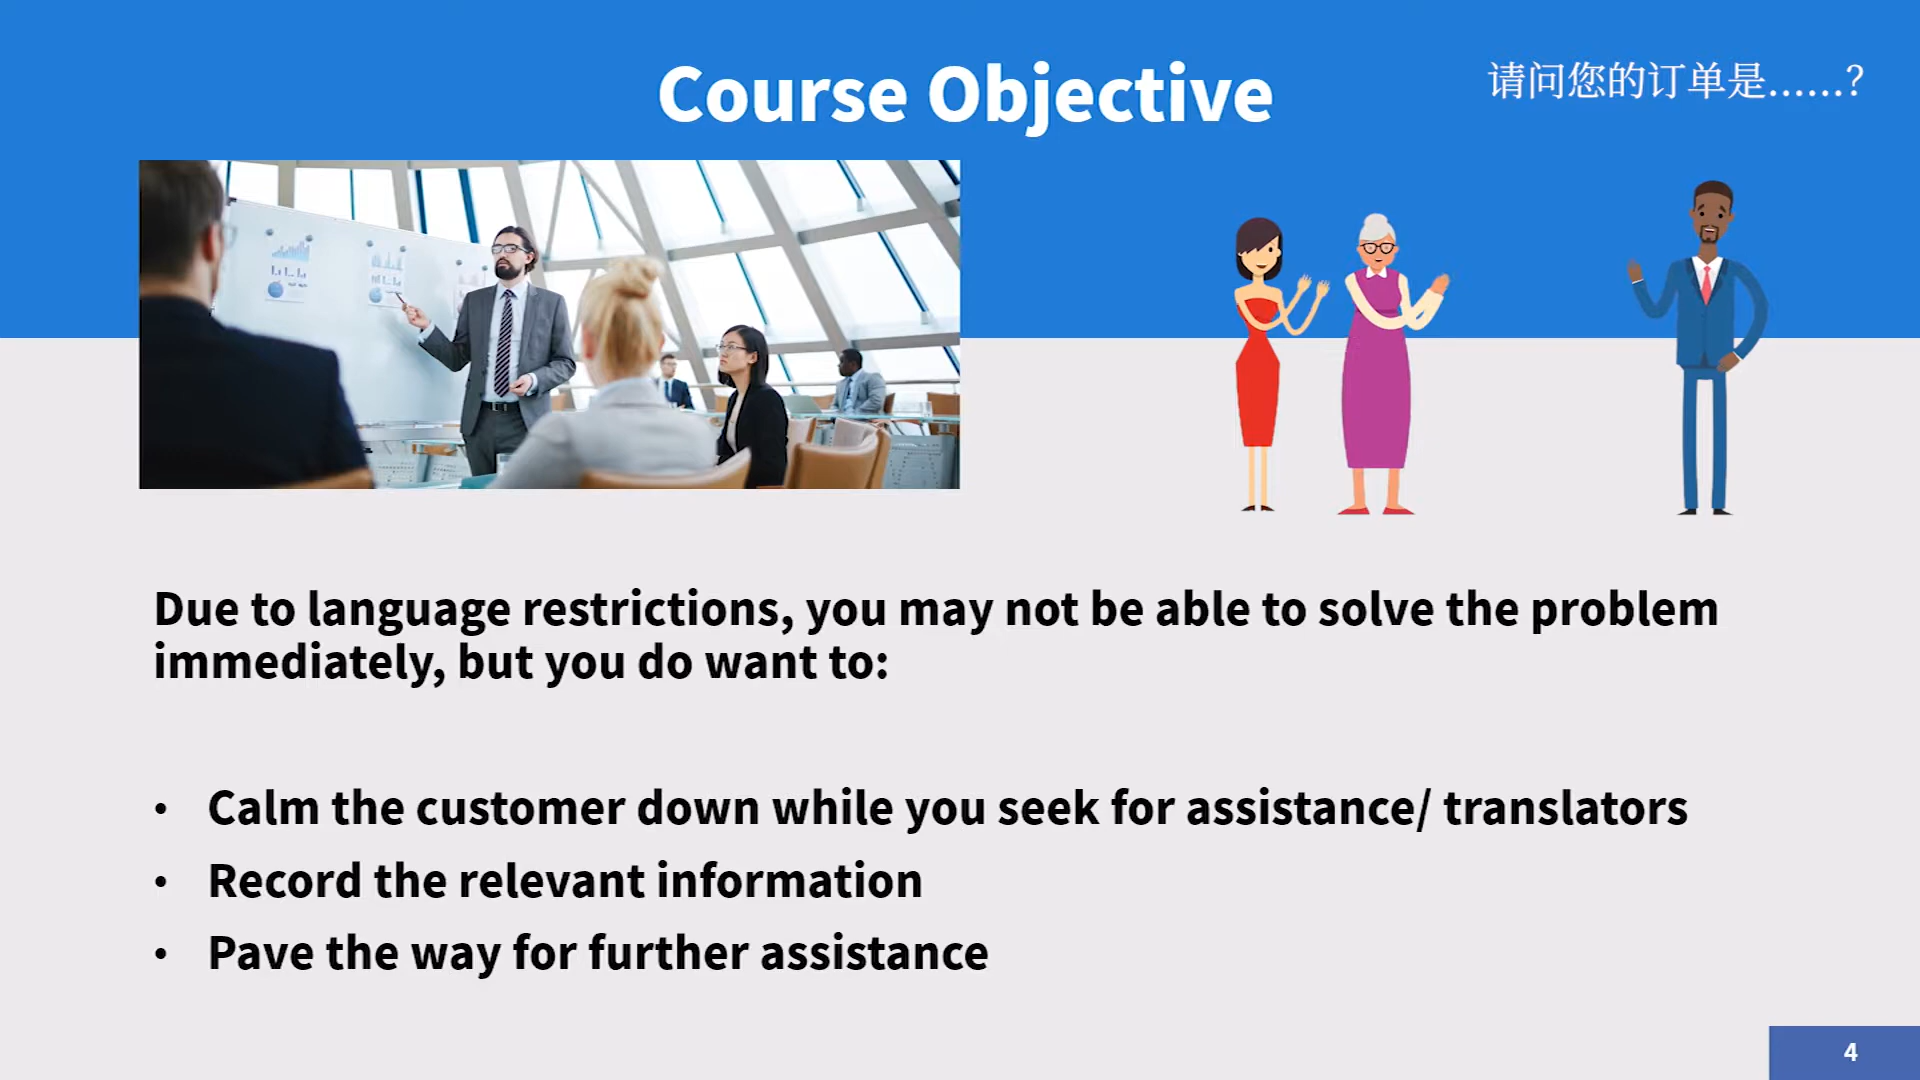 Course Objective
请问您的订单是……?
Due to language restrictions, you may not be able to solve the problem
immediately, but you do want to:
• Calm the customer down while you seek for assistance/ translators
• Record the relevant information
• Pave the way for further assistance
4